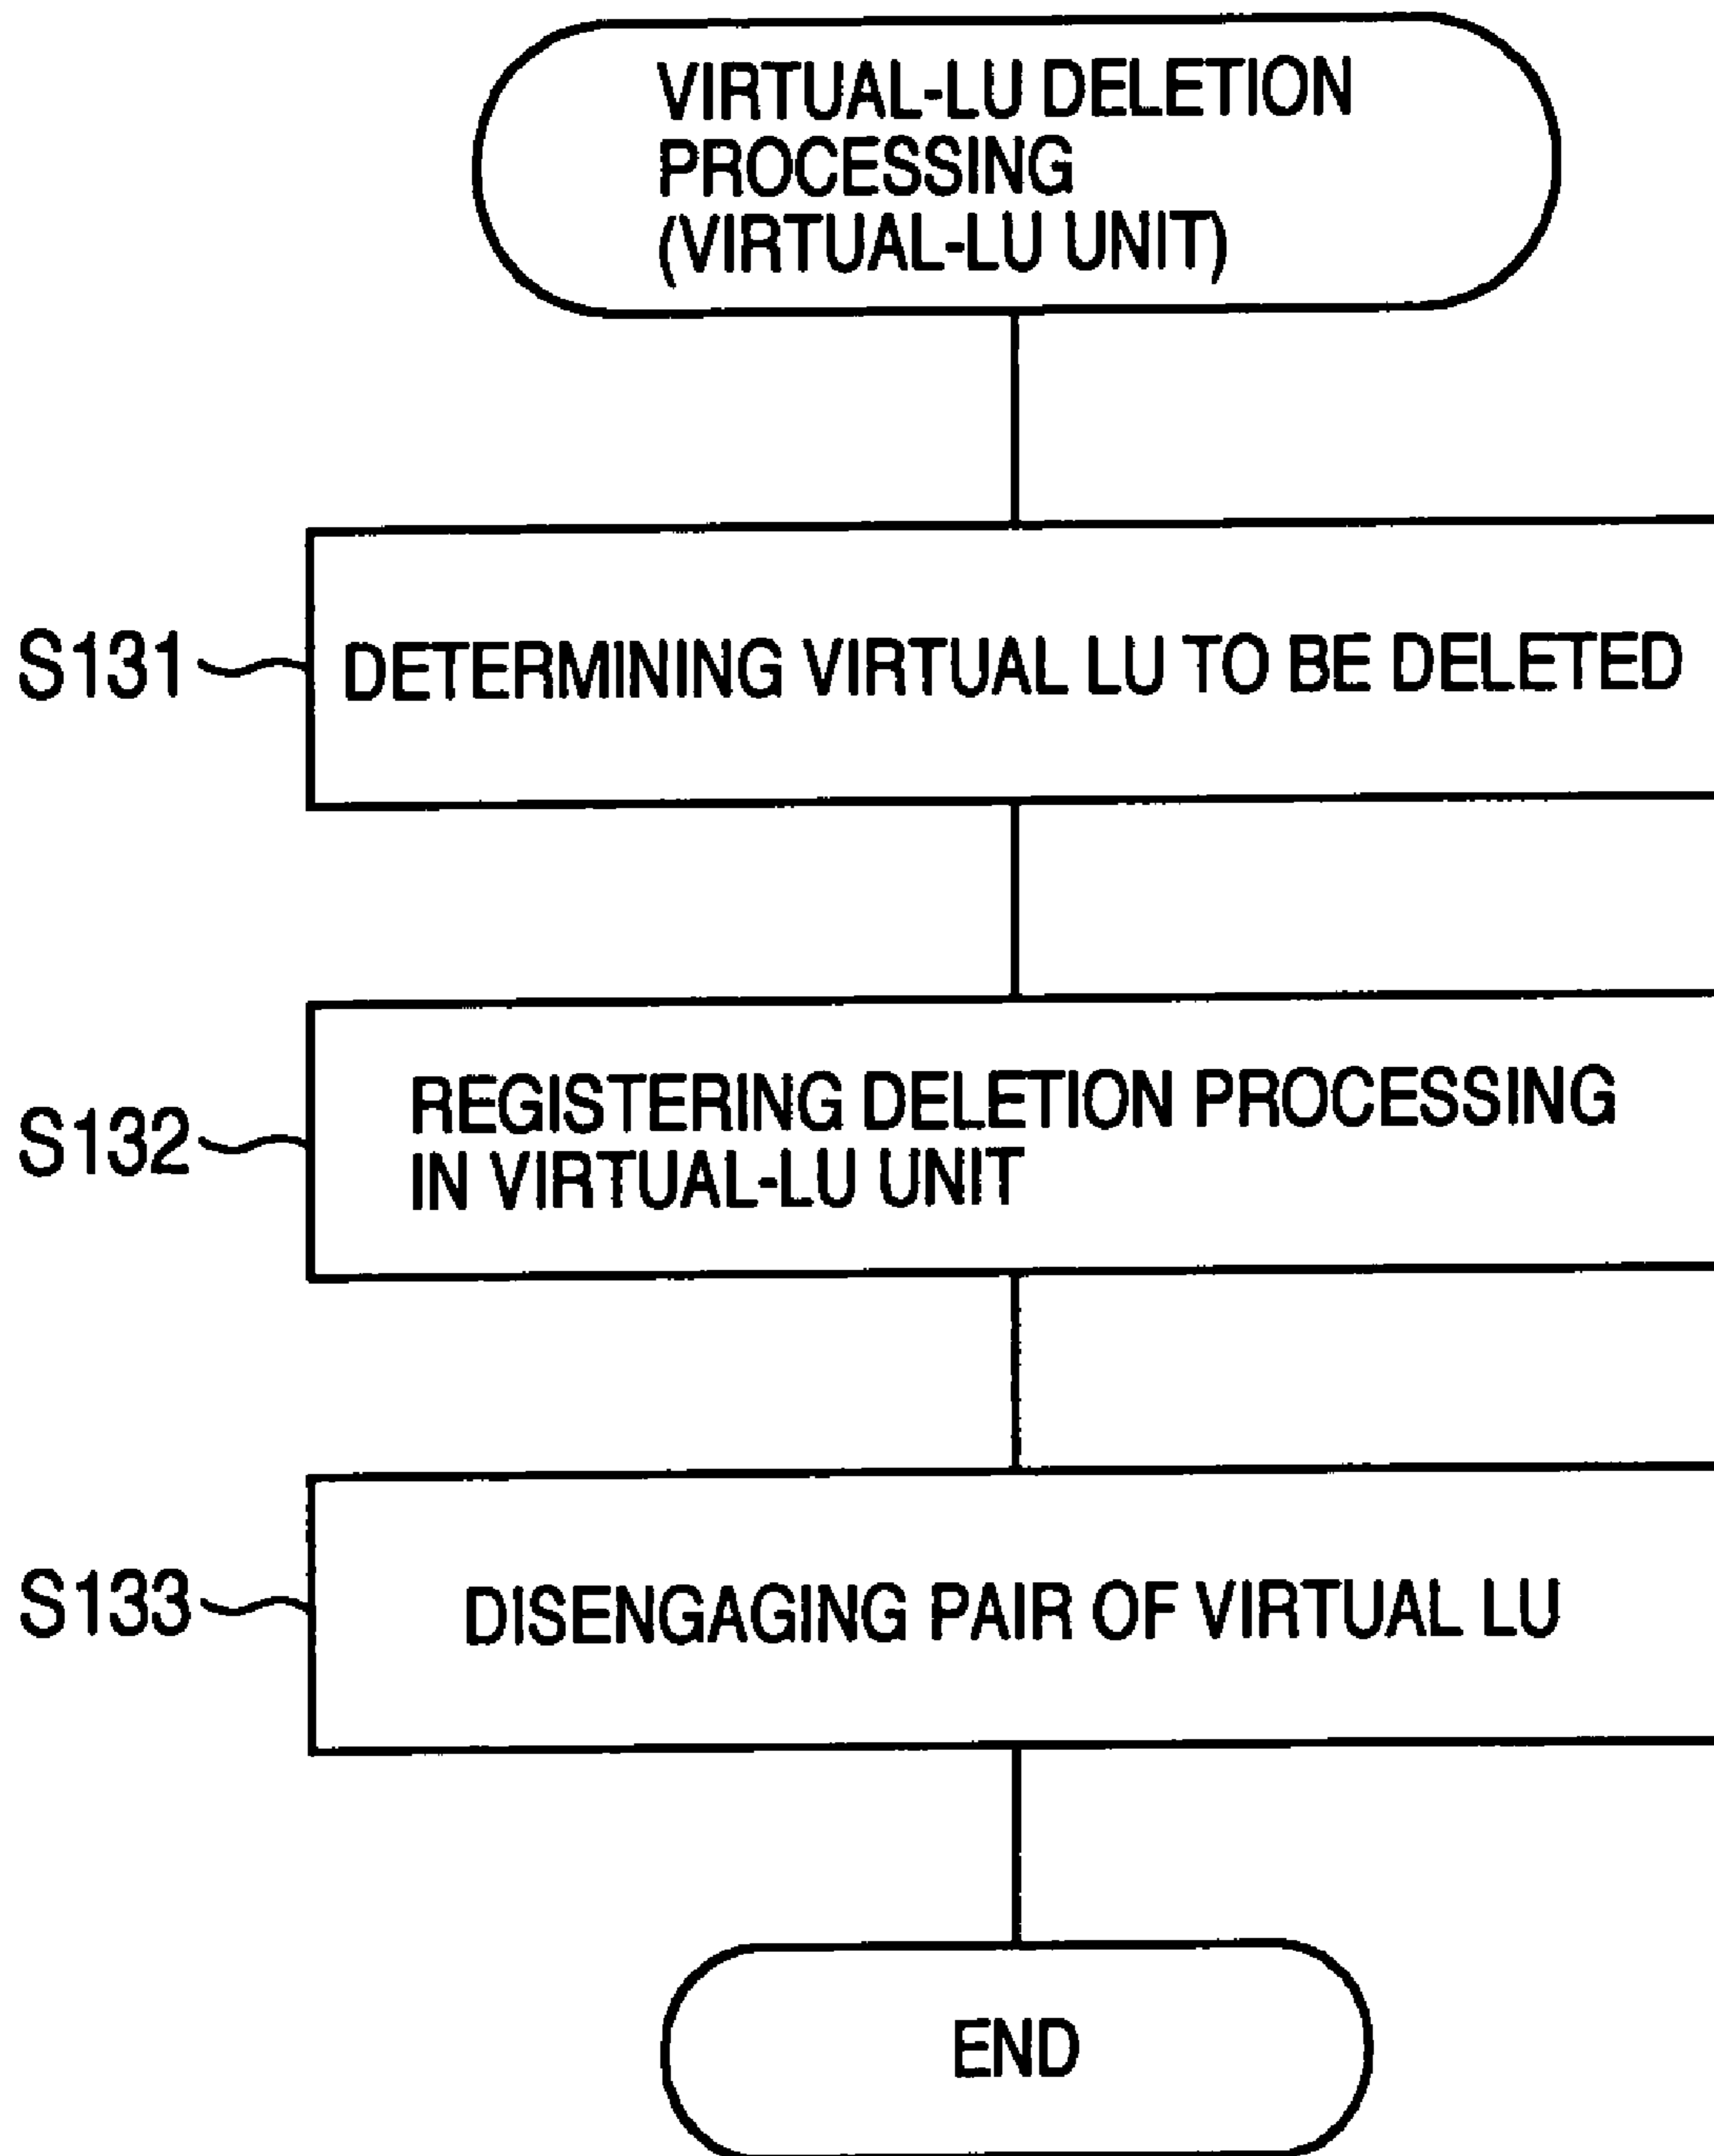 VIRTUAL-LU DELETION
PROCESSING
(VIRTUAL-LU UNIT)
S131
DETERMINING VIRTUAL LU TO BE DELETED
S132
REGISTERING DELETION PROCESSING
IN VIRTUAL-LU UNIT
S133
DISENGAGING PAIR OF VIRTUAL LU
END